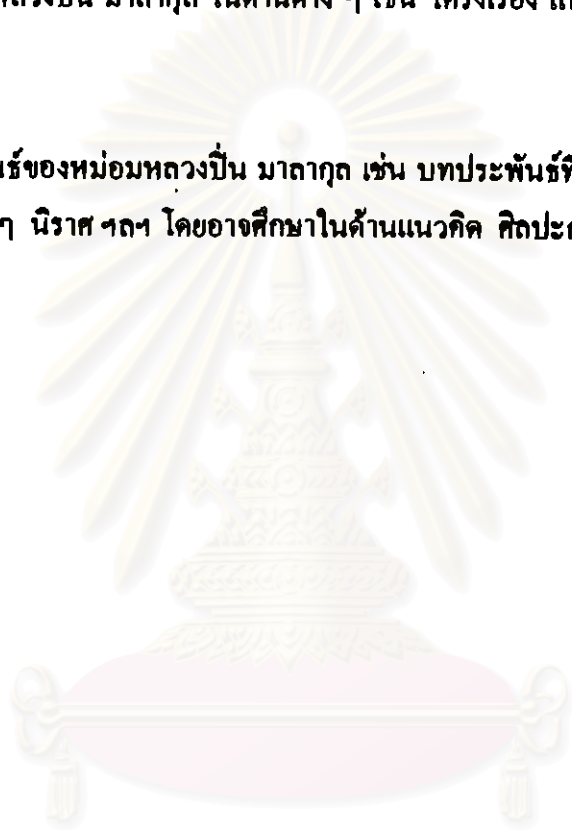 มาลากุล ในด้านต่าง ๆ เช่น โครงเรื่อง
ของหม่อมหลวงปิ่น มาลากุล เช่น บทประพันธ์
ๆ นิราศ ฯลฯ โดยอาจศึกษาในด้านแนวคิด